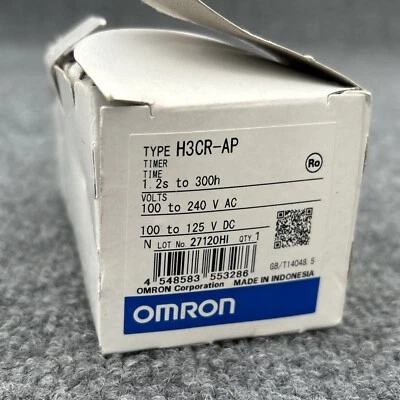 TYPE H3CR-AP
TIMER
TIME
1.2s to 300h
VOLTS
100 to 240 V AC
100 to 125 V DC
N LOT No. 27120HI QTY 1
4 548583 553286
GB/T14048.5
OMRON Corporation MADE IN INDONESIA
OMRON
Ro